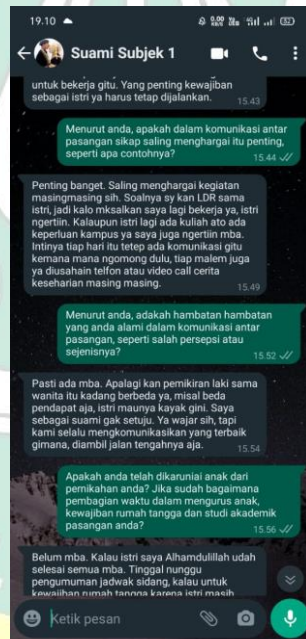 19.10
0.00 KB/S
Suami Subjek 1
untuk bekerja gitu. Yang penting kewajiban
sebagai istri ya harus tetap dijalankan.
15.43
Menurut anda, apakah dalam komunikasi antar
pasangan sikap saling menghargai itu penting,
seperti apa contohnya?
15.44
Penting banget. Saling menghargai kegiatan
masingmasing sih. Soalnya sy kan LDR sama
istri, jadi kalo mksalkan saya lagi bekerja ya, istri
ngertiin. Kalaupun istri lagi ada kuliah ato ada
keperluan kampus ya saya juga ngertiin mba.
Intinya tiap hari itu tetep ada komunikasi gitu
kemana mana ngomong dulu, tiap malem juga
ya diusahain telfon atau video call cerita
keseharian masing masing.
15.49
Menurut anda, adakah hambatan hambatan
yang anda alami dalam komunikasi antar
pasangan, seperti salah persepsi atau
sejenisnya?
15.52
Pasti ada mba. Apalagi kan pemikiran laki sama
wanita itu kadang berbeda ya, misal beda
pendapat aja, istri maunya kayak gini. Saya
sebagai suami gak setuju. Ya wajar sih, tapi
kami selalu mengkomunikasikan yang terbaik
gimana, diambil jalan tengahnya aja.
15.54
Apakah anda telah dikaruniai anak dari
pernikahan anda? Jika sudah bagaimana
pembagian waktu dalam mengurus anak,
kewajiban rumah tangga dan studi akademik
pasangan anda?
15.56
Belum mba. Kalau istri saya Alhamdulillah udah
selesai semua mba. Tinggal nunggu
pengumuman jadwak sidang, kalau untuk
kewajiban rumah tangga karena istri masih
Ketik pesan